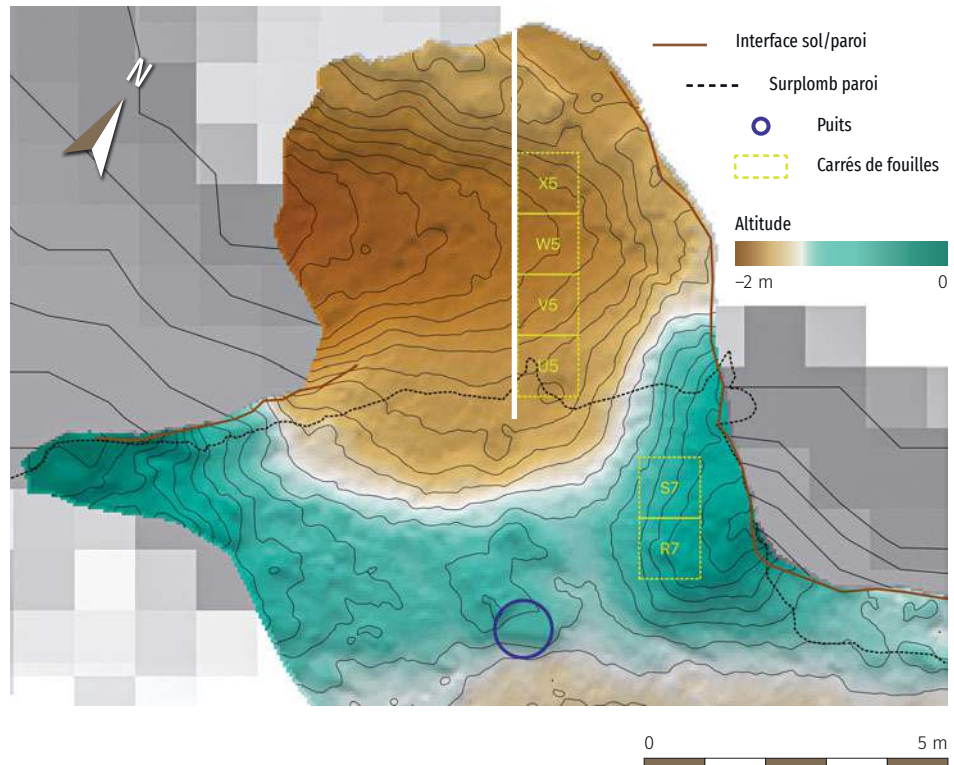 N
Interface sol/paroi
Surplomb paroi
Puits
Carrés de fouilles
Altitude
−2 m 0
X5
W5
V5
U5
S7
R7
0 5 m